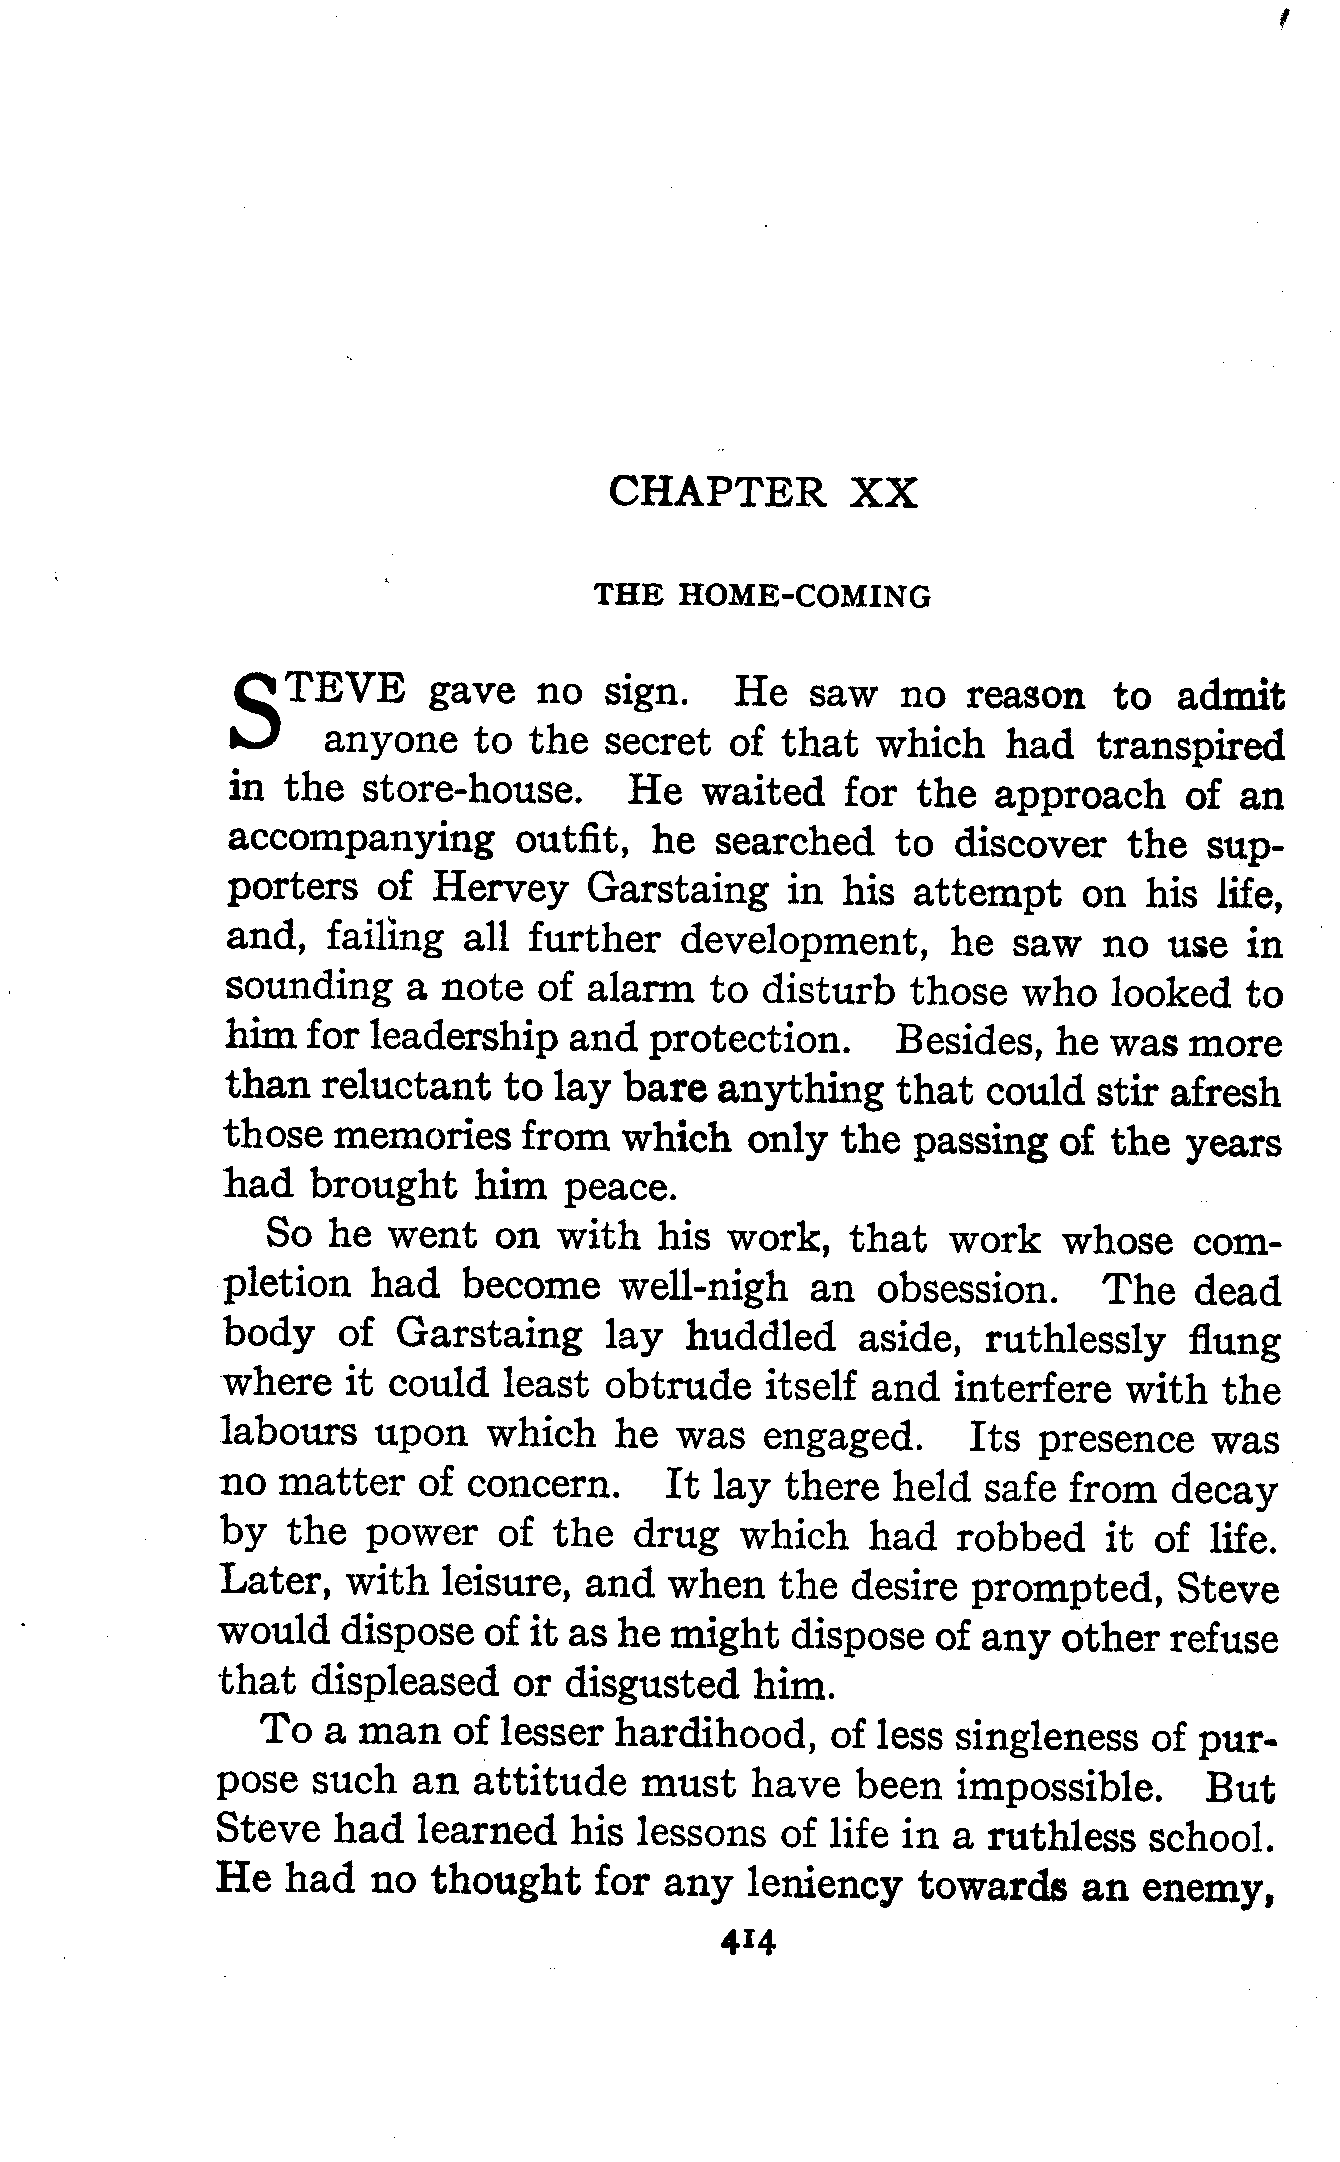 CHAPTER XX
THE HOME-COMING
STEVE gave no sign. He saw no reason to admit
anyone to the secret of that which had transpired
in the store-house. He waited for the approach of an
accompanying outfit, he searched to discover the sup-
porters of Hervey Garstaing in his attempt on his life,
and, failing all further development, he saw no use in
sounding a note of alarm to disturb those who looked to
him for leadership and protection. Besides, he was more
than reluctant to lay bare anything that could stir afresh
those memories from which only the passing of the years
had brought him peace.
So he went on with his work, that work whose com-
pletion had become well-nigh an obsession. The dead
body of Garstaing lay huddled aside, ruthlessly flung
where it could least obtrude itself and interfere with the
labours upon which he was engaged. Its presence was
no matter of concern. It lay there held safe from decay
by the power of the drug which had robbed it of life.
Later, with leisure, and when the desire prompted, Steve
would dispose of it as he might dispose of any other refuse
that displeased or disgusted him.
To a man of lesser hardihood, of less singleness of pur-
pose such an attitude must have been impossible. But
Steve had learned his lessons of life in a ruthless school.
He had no thought for any leniency towards an enemy,
414